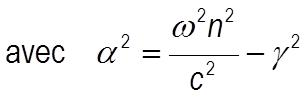 avec α² = ω²n²/c² − γ²